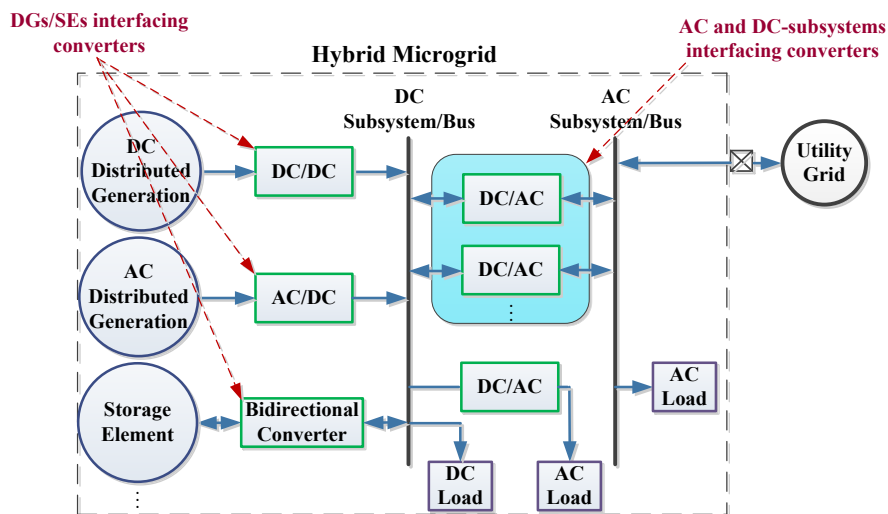 DGs/SEs interfacing
converters
AC and DC-subsystems
interfacing converters
Hybrid Microgrid
DC
Subsystem/Bus
AC
Subsystem/Bus
DC
Distributed
Generation
DC/DC
DC/AC
Utility
Grid
AC
Distributed
Generation
AC/DC
DC/AC
Storage
Element
Bidirectional
Converter
DC/AC
AC
Load
DC
Load
AC
Load